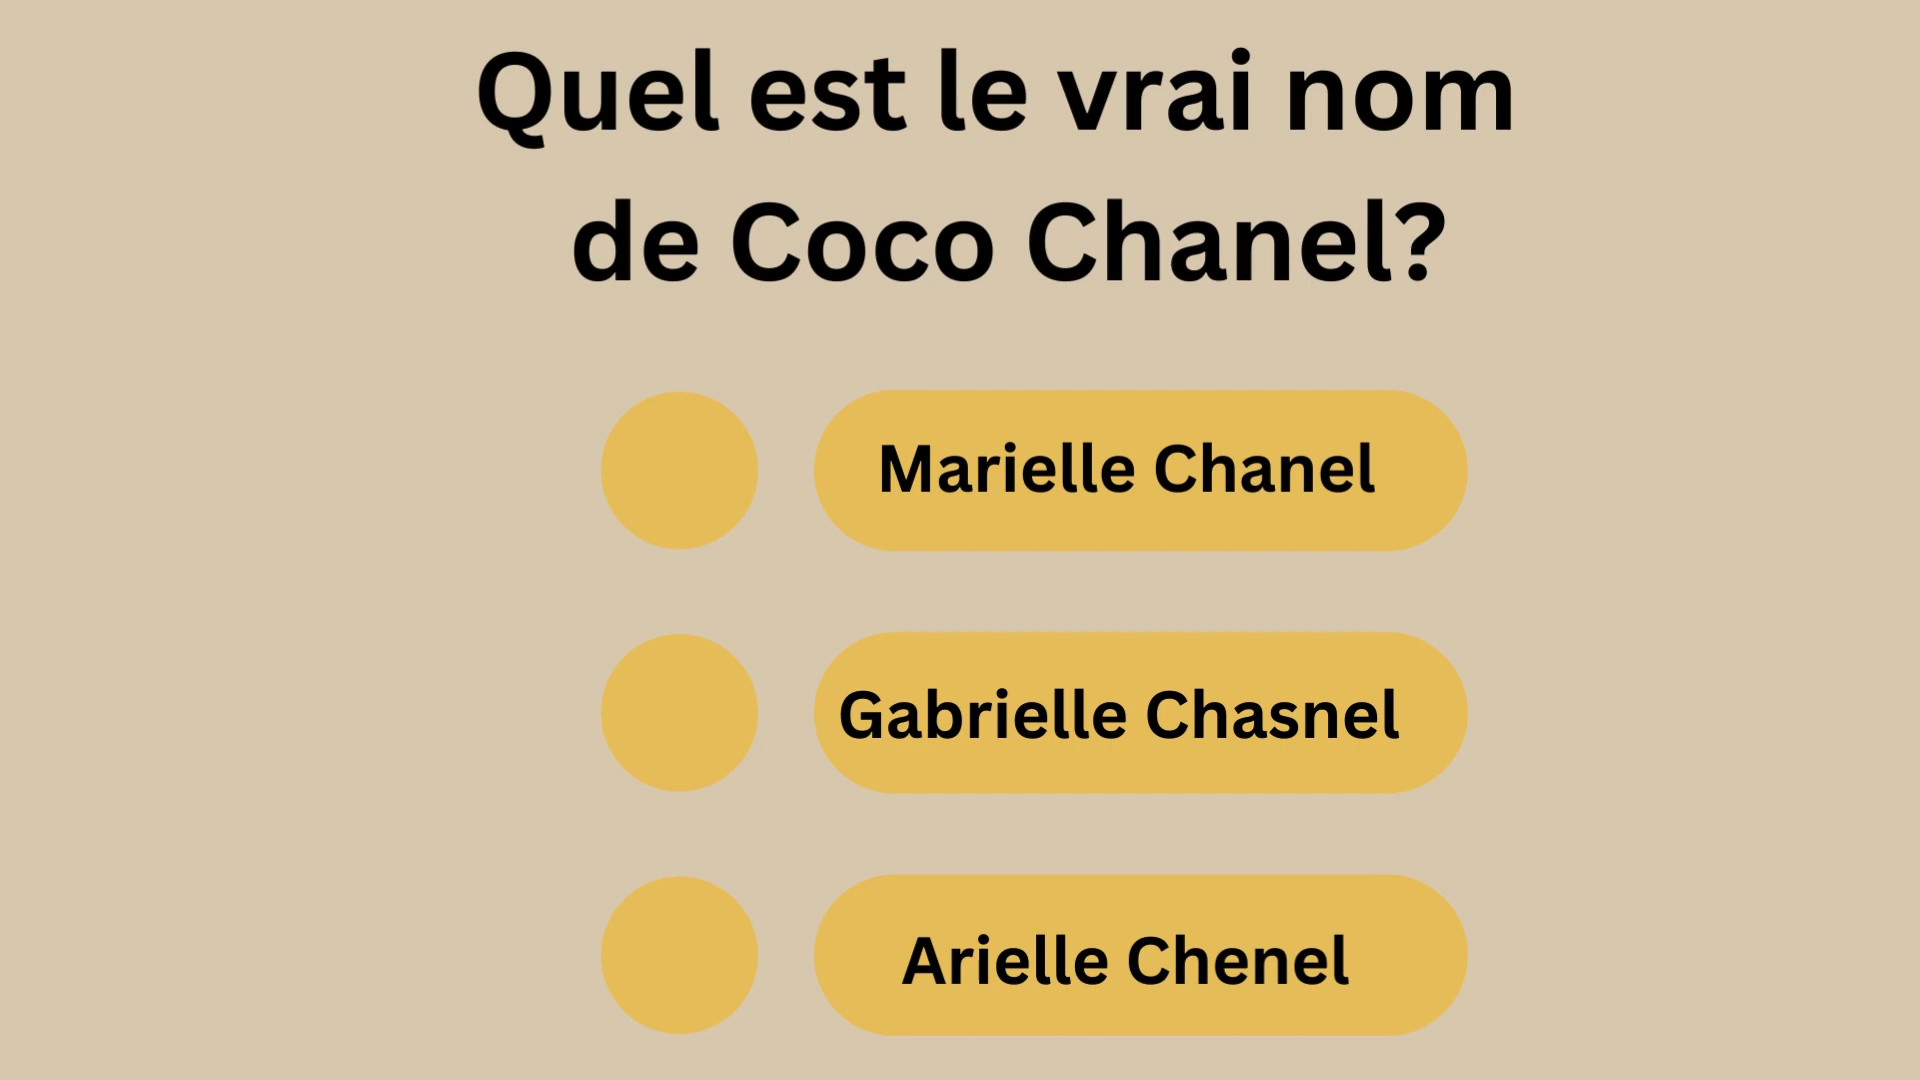 Quel est le vrai nom
de Coco Chanel?
Marielle Chanel
Gabrielle Chasnel
Arielle Chenel